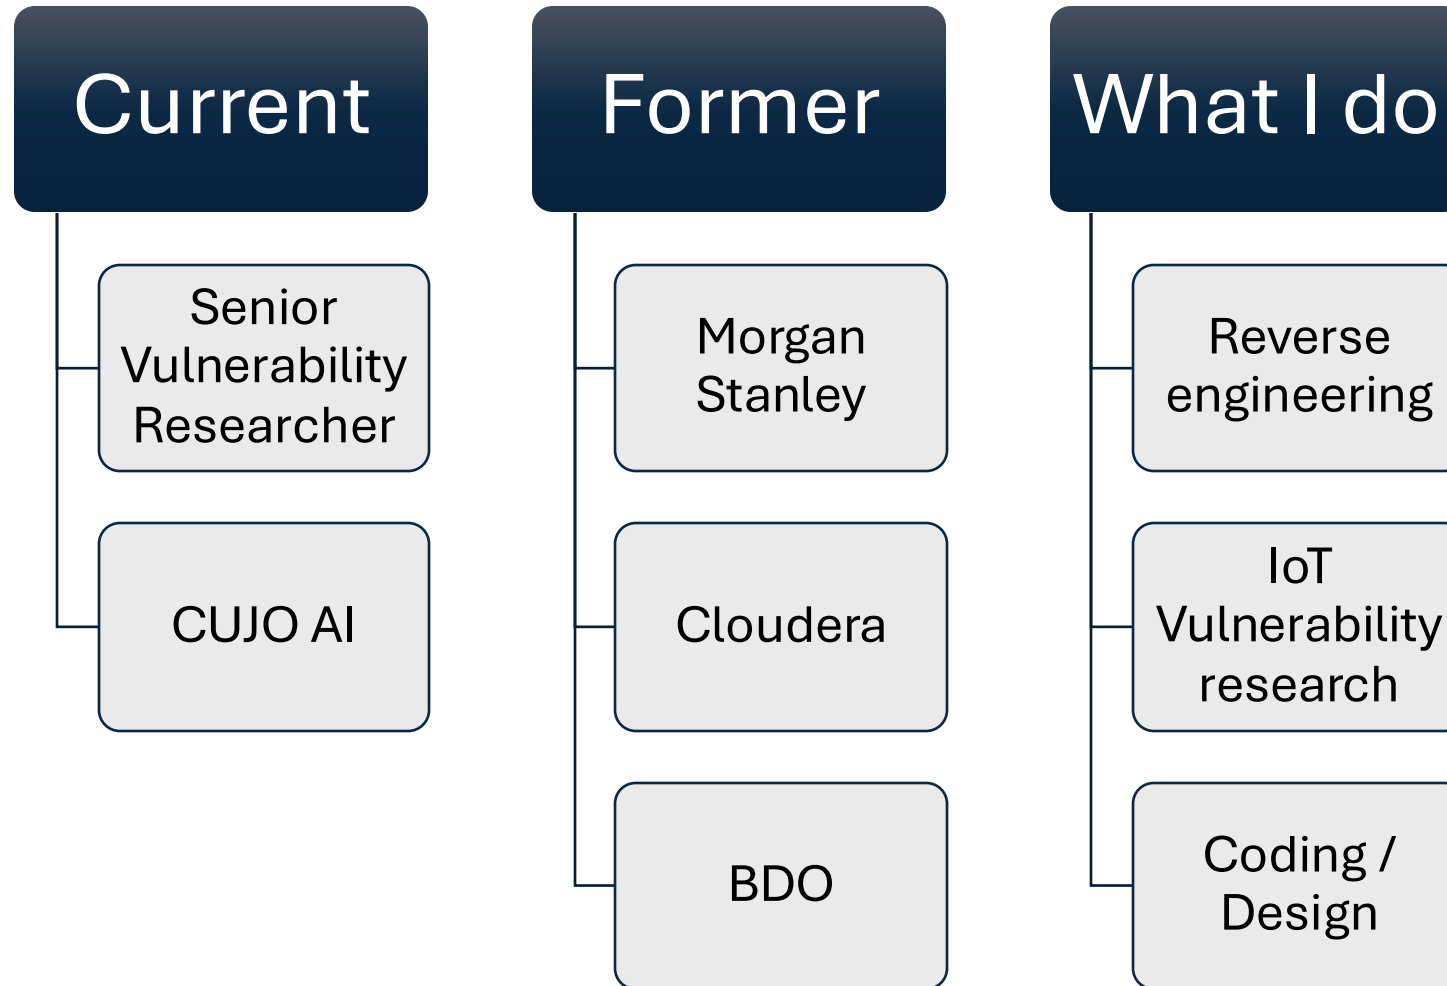 Current
Senior
Vulnerability
Researcher
CUJO AI
Former
Morgan
Stanley
Cloudera
BDO
What I do
Reverse
engineering
IoT
Vulnerability
research
Coding /
Design